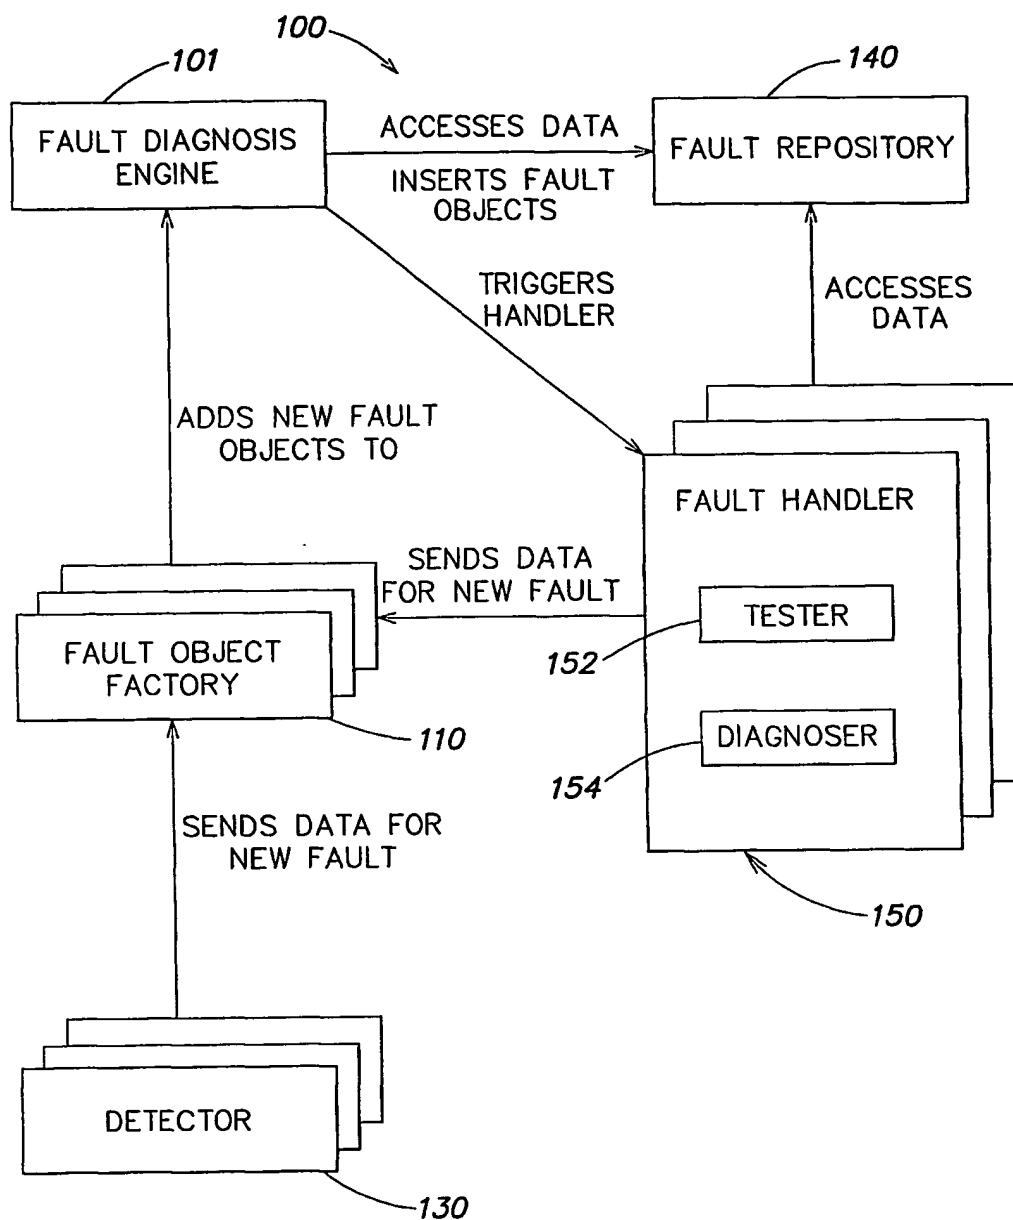 100
101
140
FAULT DIAGNOSIS
ENGINE
ACCESSES DATA
INSERTS FAULT
OBJECTS
FAULT REPOSITORY
TRIGGERS
HANDLER
ACCESSES
DATA
ADDS NEW FAULT
OBJECTS TO
FAULT HANDLER
SENDS DATA
FOR NEW FAULT
TESTER
152
FAULT OBJECT
FACTORY
110
DIAGNOSER
154
SENDS DATA FOR
NEW FAULT
150
DETECTOR
130